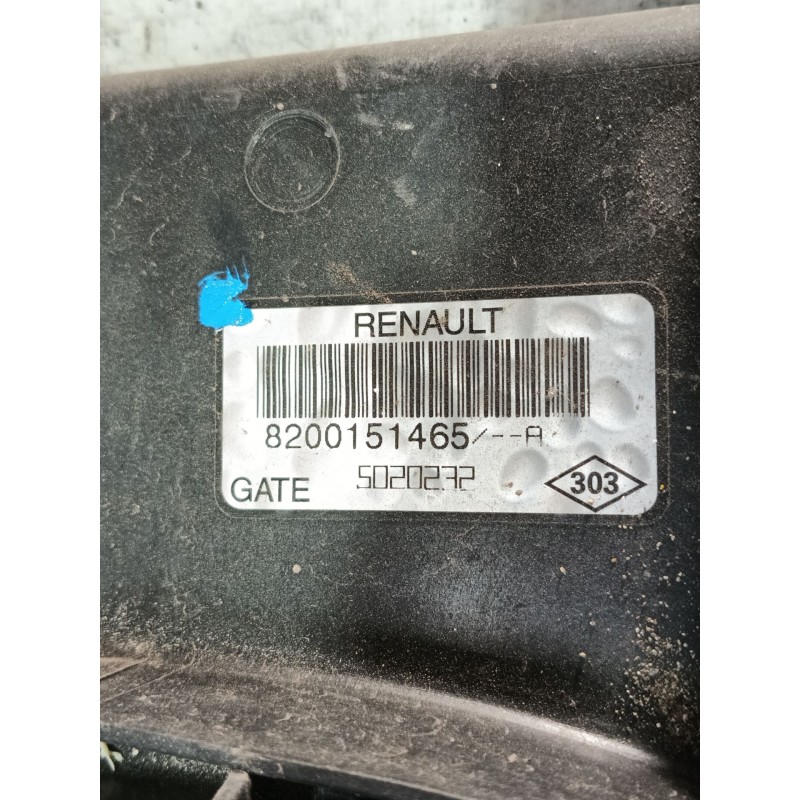 RENAULT
8200151465/--A
5020232
GATE
303